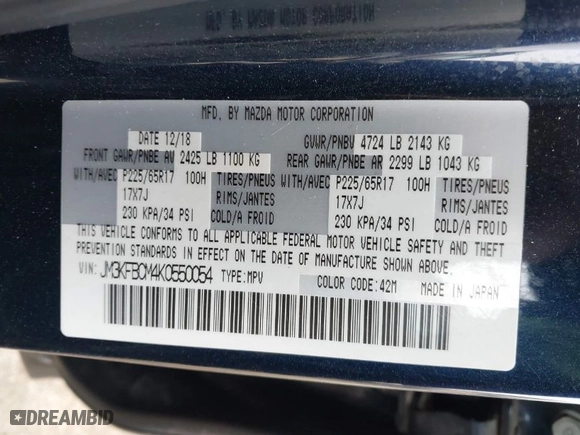 MFD. BY MAZDA MOTOR CORPORATION
DATE 12/18 GVWR/PNBV 4724 LB 2143 KG
FRONT GAWR/PNBE AV 2425 LB 1100 KG REAR GAWR/PNBE AR 2299 LB 1043 KG
WITH/AVEC P225/65R17 100H TIRES/PNEUS WITH/AVEC P225/65R17 100H TIRES/PNEUS
17X7J RIMS/JANTES 17X7J RIMS/JANTES
230 KPA/34 PSI COLD/A FROID 230 KPA/34 PSI COLD/A FROID
THIS VEHICLE CONFORMS TO ALL APPLICABLE FEDERAL MOTOR VEHICLE SAFETY AND THEFT
PREVENTION STANDARDS IN EFFECT ON THE DATE OF MANUFACTURE SHOWN ABOVE.
VIN: JM3KFBCM4K0550054 TYPE:MPV COLOR CODE:42M MADE IN JAPAN
DREAMBID